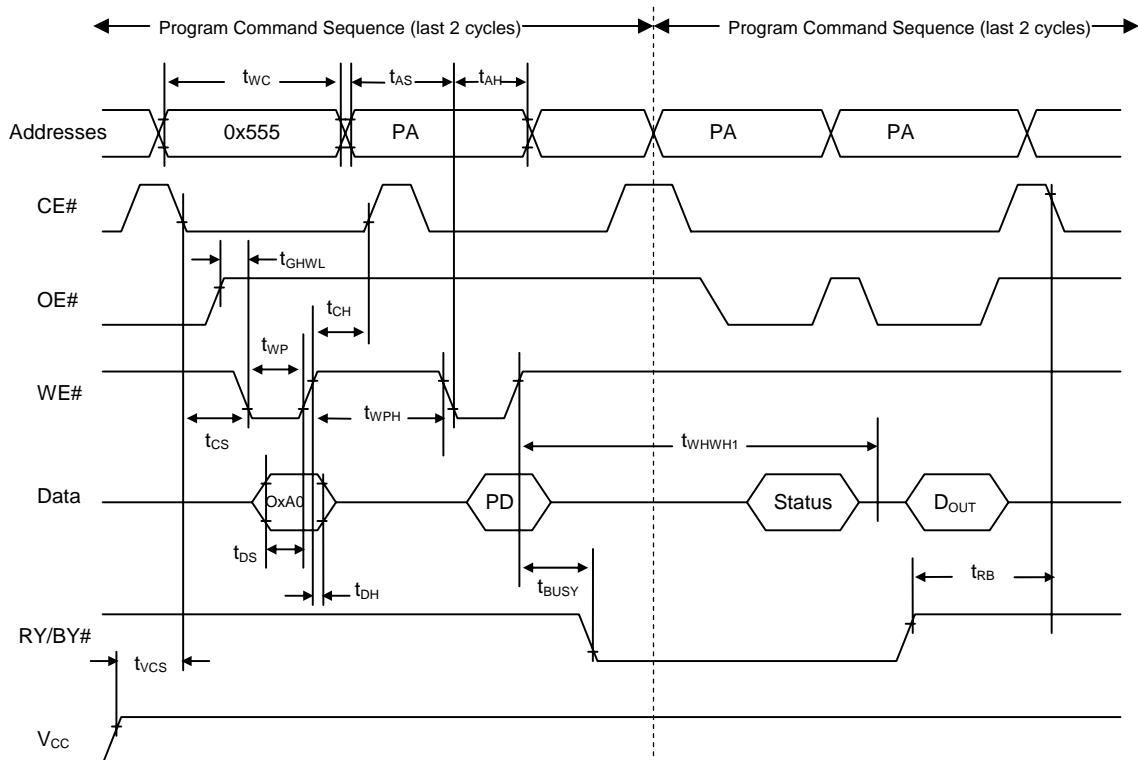 Program Command Sequence (last 2 cycles) Program Command Sequence (last 2 cycles)
tWC tAS tAH
Addresses 0x555 PA PA PA
CE#
tGHWL
OE#
tCH
tWP
WE#
tWPH
tCS tWHWH1
Data OxA0 PD Status DOUT
tDS
tDH tBUSY tRB
RY/BY#
tVCS
VCC